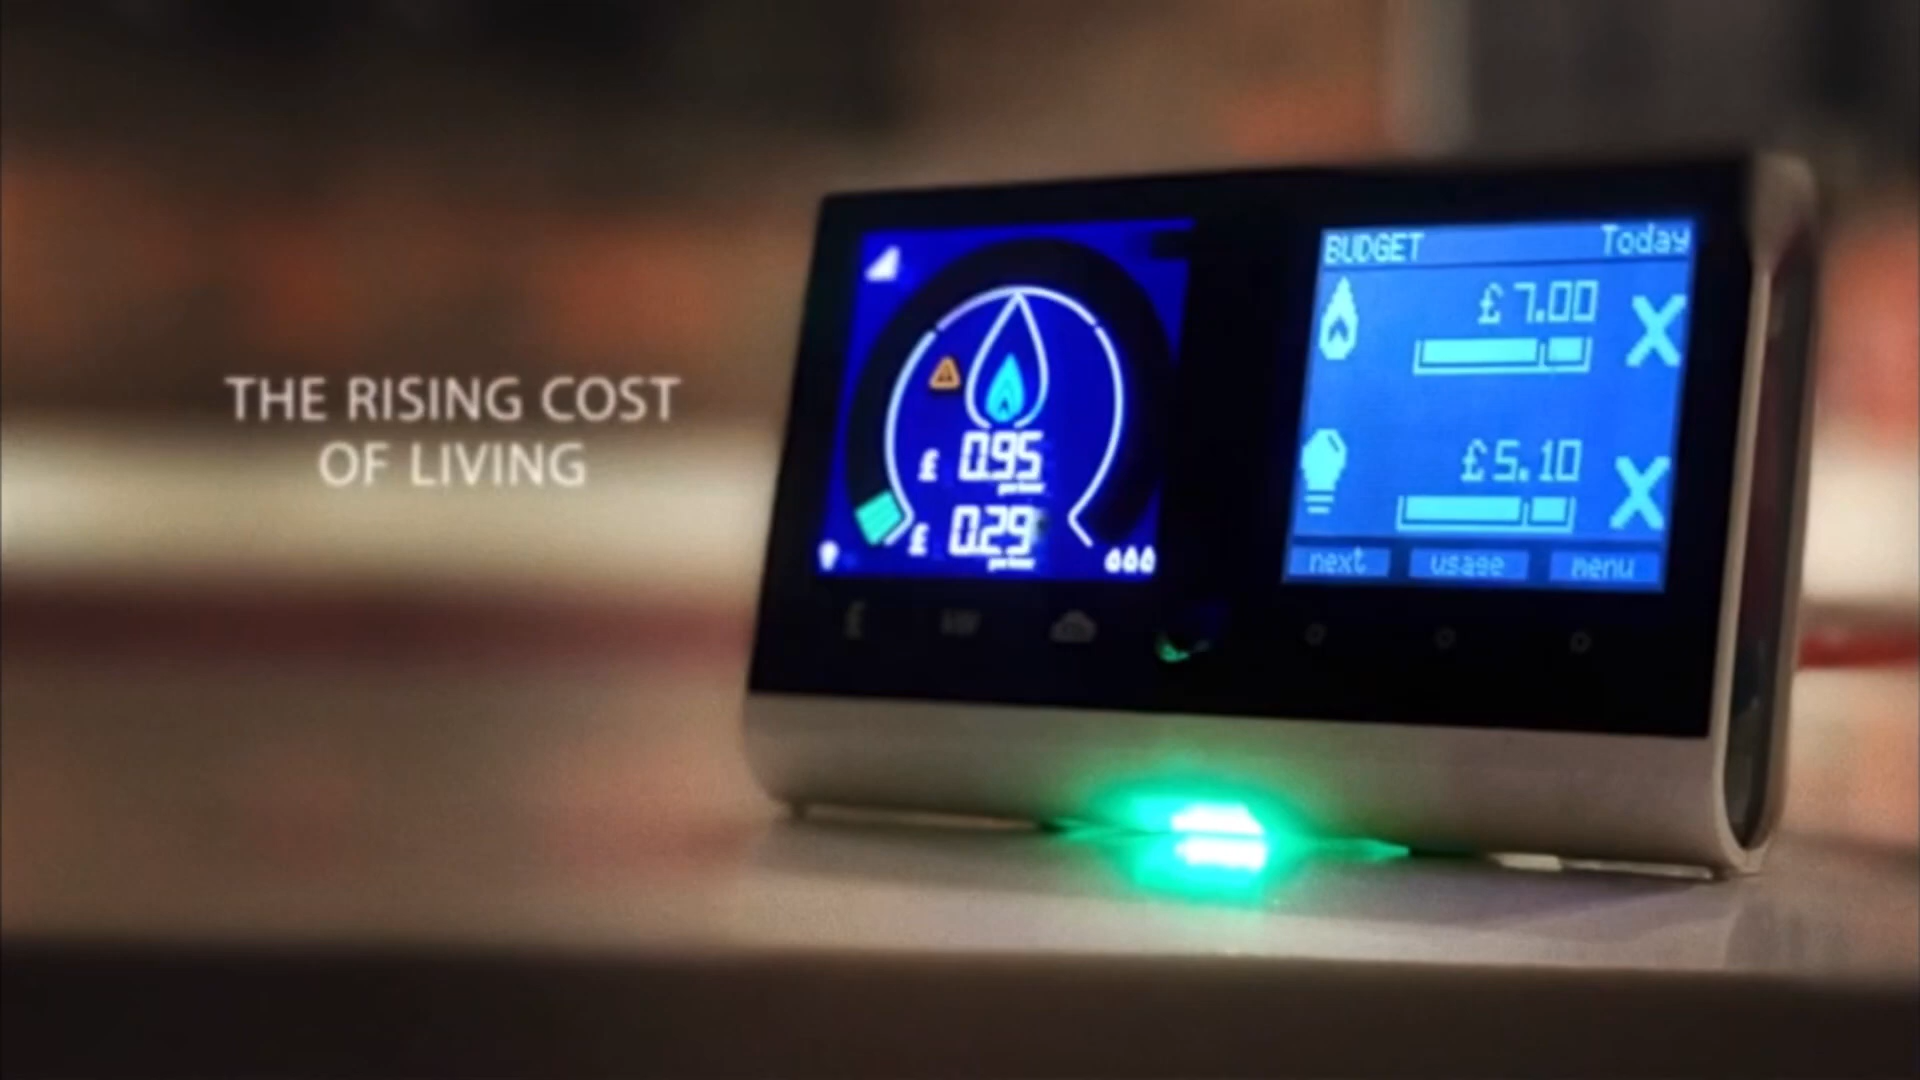 THE RISING COST
OF LIVING
£ 0.95
£ 0.29
BUDGET Today
£ 7.00
£ 5.10
next usage menu
£